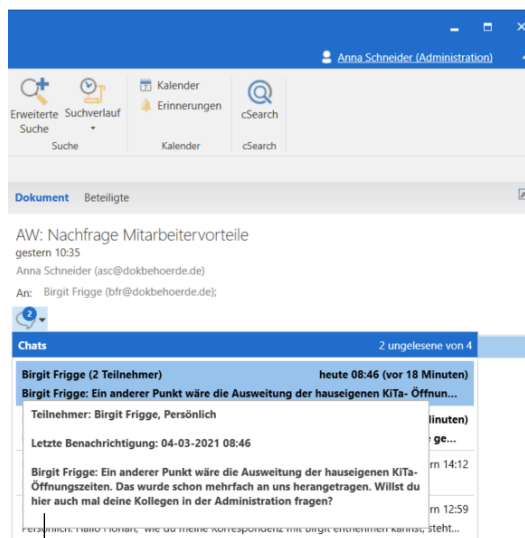 Anna Schneider (Administration)
Erweiterte Suche
Suchverlauf
Kalender
Erinnerungen
cSearch
Suche
Kalender
cSearch
Dokument Beteiligte
AW: Nachfrage Mitarbeitervorteile
gestern 10:35
Anna Schneider (asc@dokbehoerde.de)
An: Birgit Frigge (bfr@dokbehoerde.de);
2
Chats 2 ungelesene von 4
Birgit Frigge (2 Teilnehmer) heute 08:46 (vor 18 Minuten)
Birgit Frigge: Ein anderer Punkt wäre die Ausweitung der hauseigenen KiTa- Öffnun...
Teilnehmer: Birgit Frigge, Persönlich
linuten)
Letzte Benachrichtigung: 04-03-2021 08:46
ge...
rn 14:12
Birgit Frigge: Ein anderer Punkt wäre die Ausweitung der hauseigenen KiTa-
Öffnungszeiten. Das wurde schon mehrfach an uns herangetragen. Willst du
hier auch mal deine Kollegen in der Administration fragen?
rn 12:59
Persönlich: Hallo Florian, wie du meine Korrespondenz mit Birgit entnehmen kannst, steht...